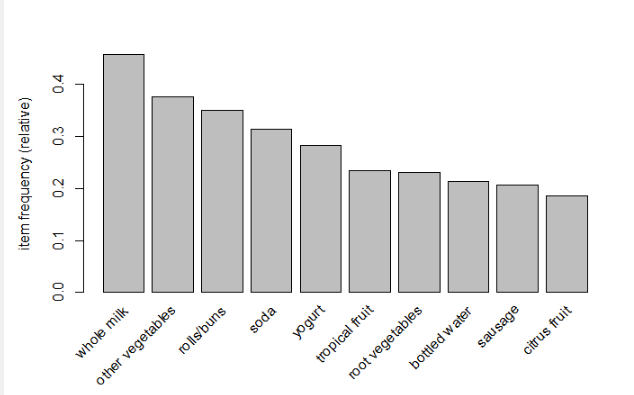 item frequency (relative)
0.4
0.3
0.2
0.1
0.0
whole milk
other vegetables
rolls/buns
soda
yogurt
tropical fruit
root vegetables
bottled water
sausage
citrus fruit